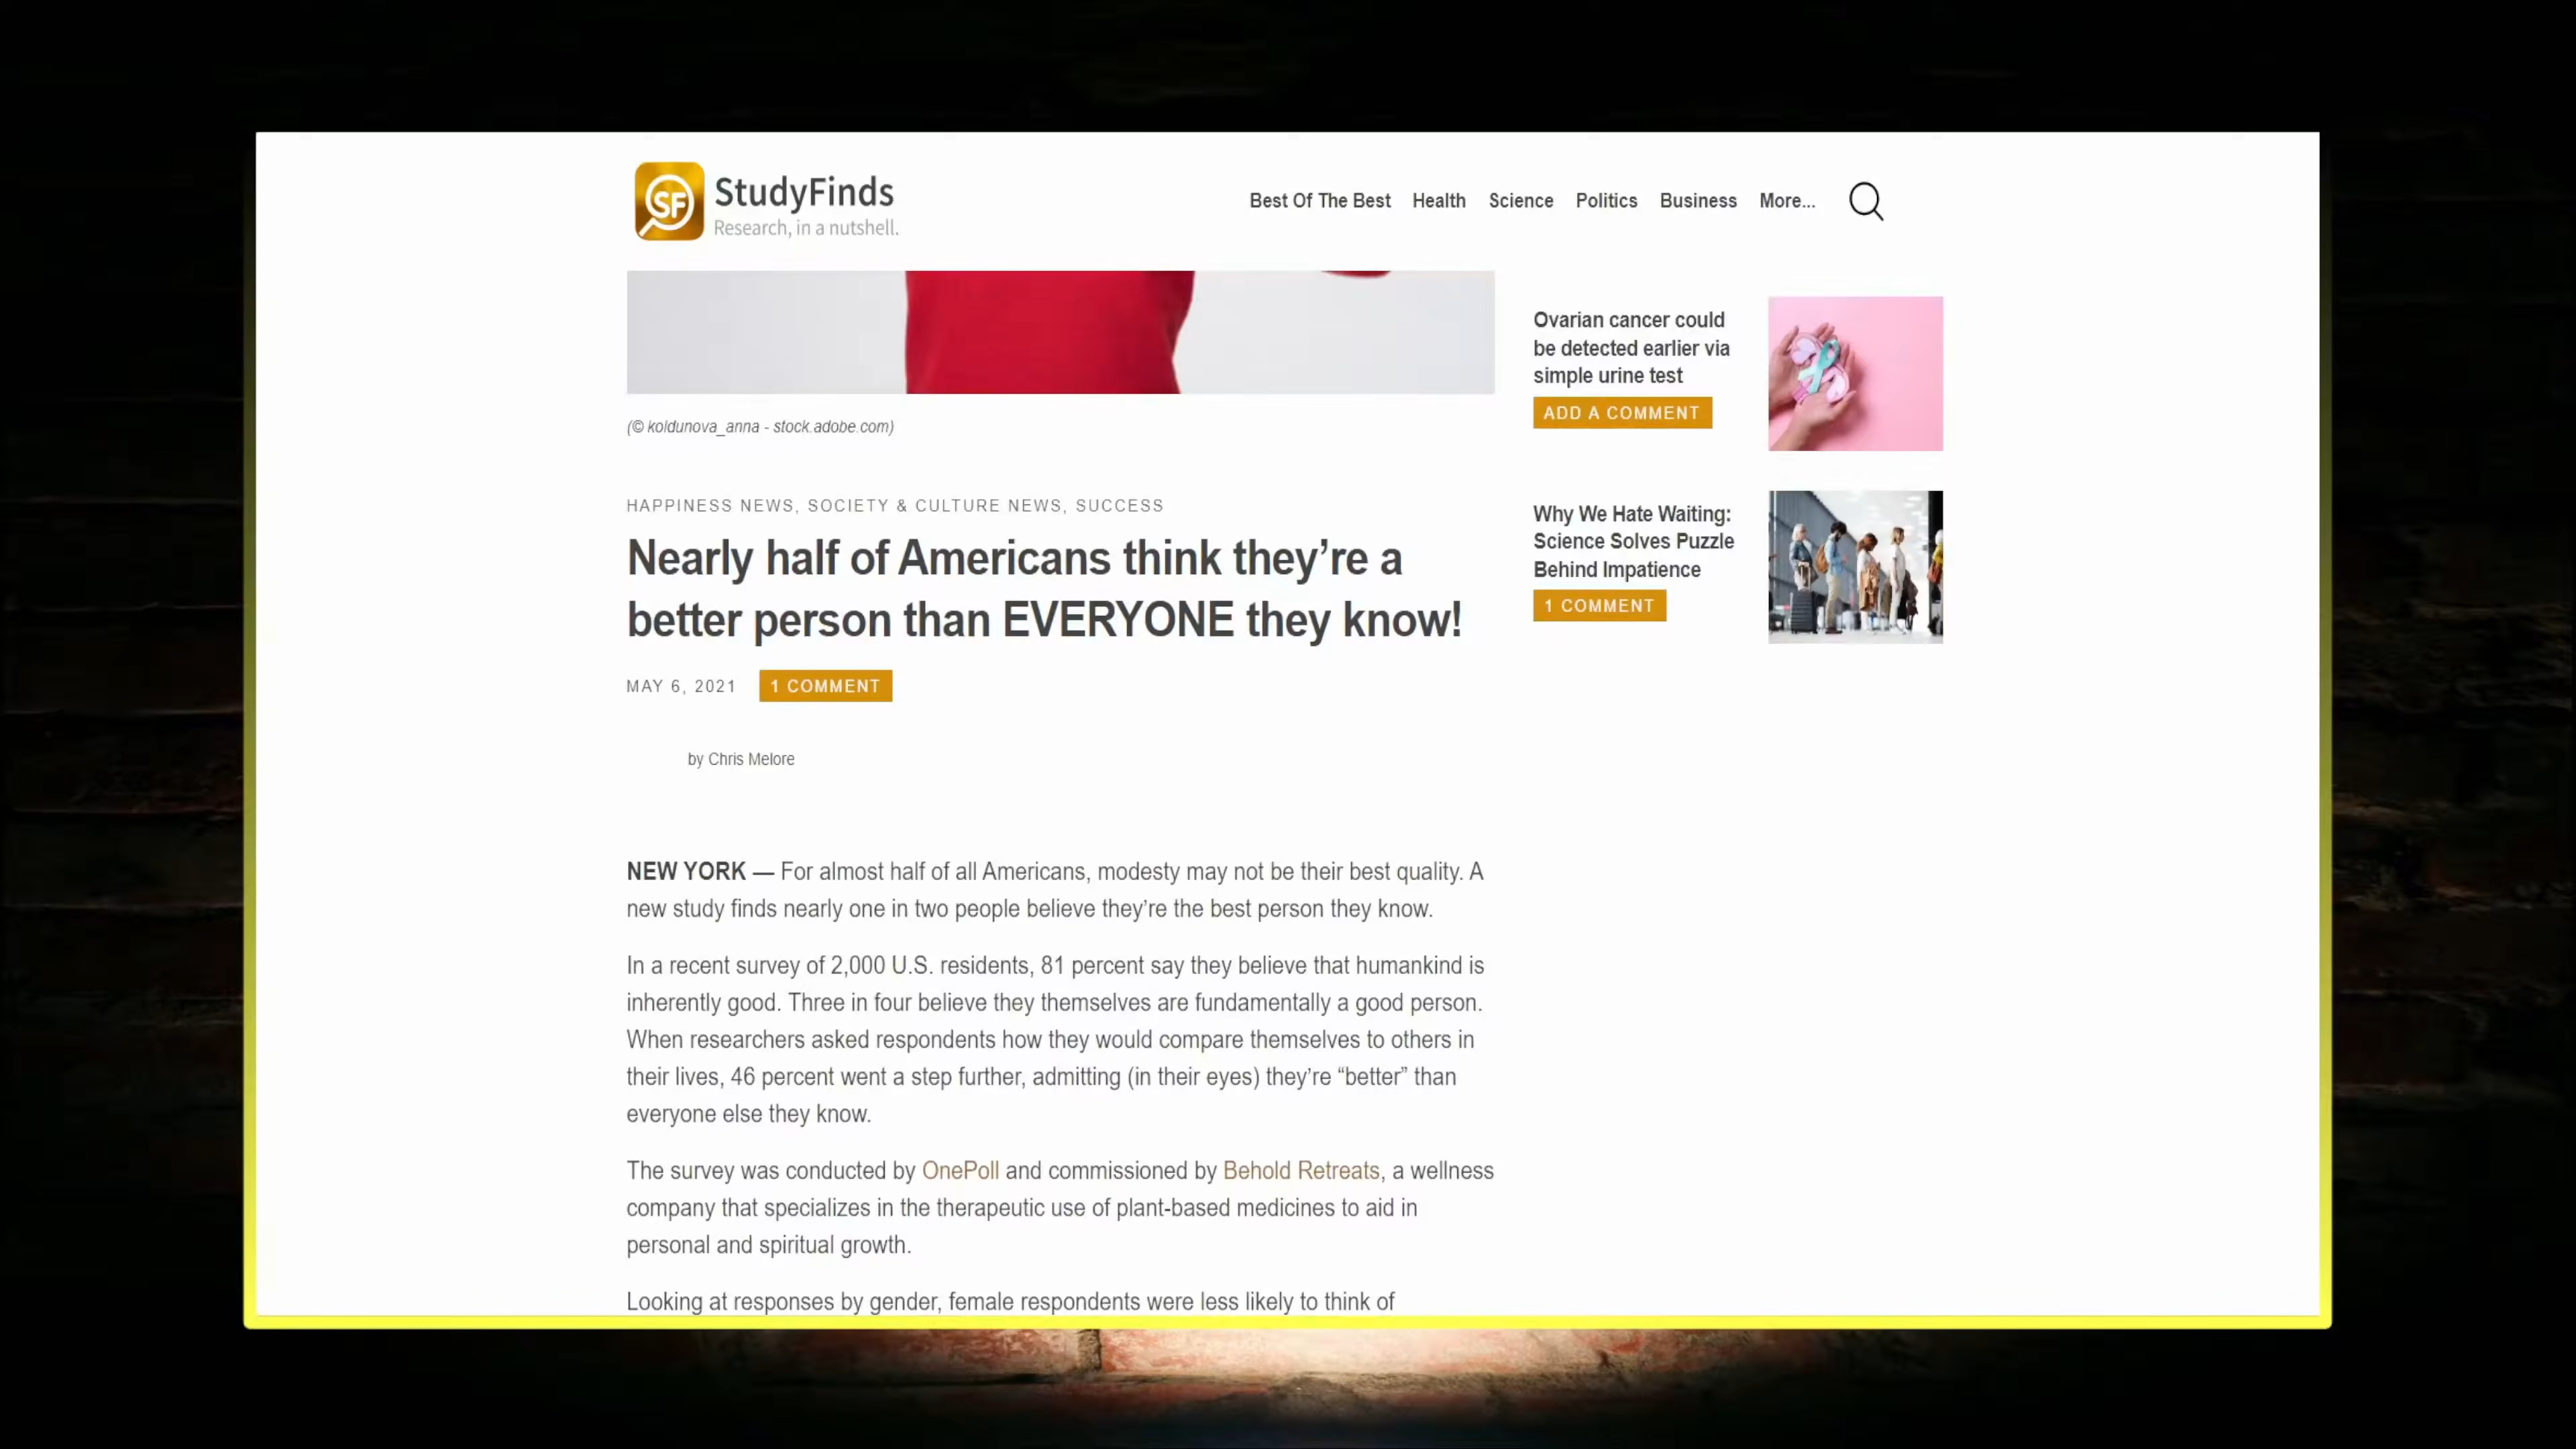 SF
StudyFinds
Research, in a nutshell.
Best Of The Best Health Science Politics Business More...
(© koldunova_anna - stock.adobe.com)
HAPPINESS NEWS, SOCIETY & CULTURE NEWS, SUCCESS
Nearly half of Americans think they’re a
better person than EVERYONE they know!
MAY 6, 2021 1 COMMENT
by Chris Melore
NEW YORK — For almost half of all Americans, modesty may not be their best quality. A
new study finds nearly one in two people believe they’re the best person they know.
In a recent survey of 2,000 U.S. residents, 81 percent say they believe that humankind is
inherently good. Three in four believe they themselves are fundamentally a good person.
When researchers asked respondents how they would compare themselves to others in
their lives, 46 percent went a step further, admitting (in their eyes) they’re “better” than
everyone else they know.
The survey was conducted by OnePoll and commissioned by Behold Retreats, a wellness
company that specializes in the therapeutic use of plant-based medicines to aid in
personal and spiritual growth.
Looking at responses by gender, female respondents were less likely to think of
Ovarian cancer could
be detected earlier via
simple urine test
ADD A COMMENT
Why We Hate Waiting:
Science Solves Puzzle
Behind Impatience
1 COMMENT